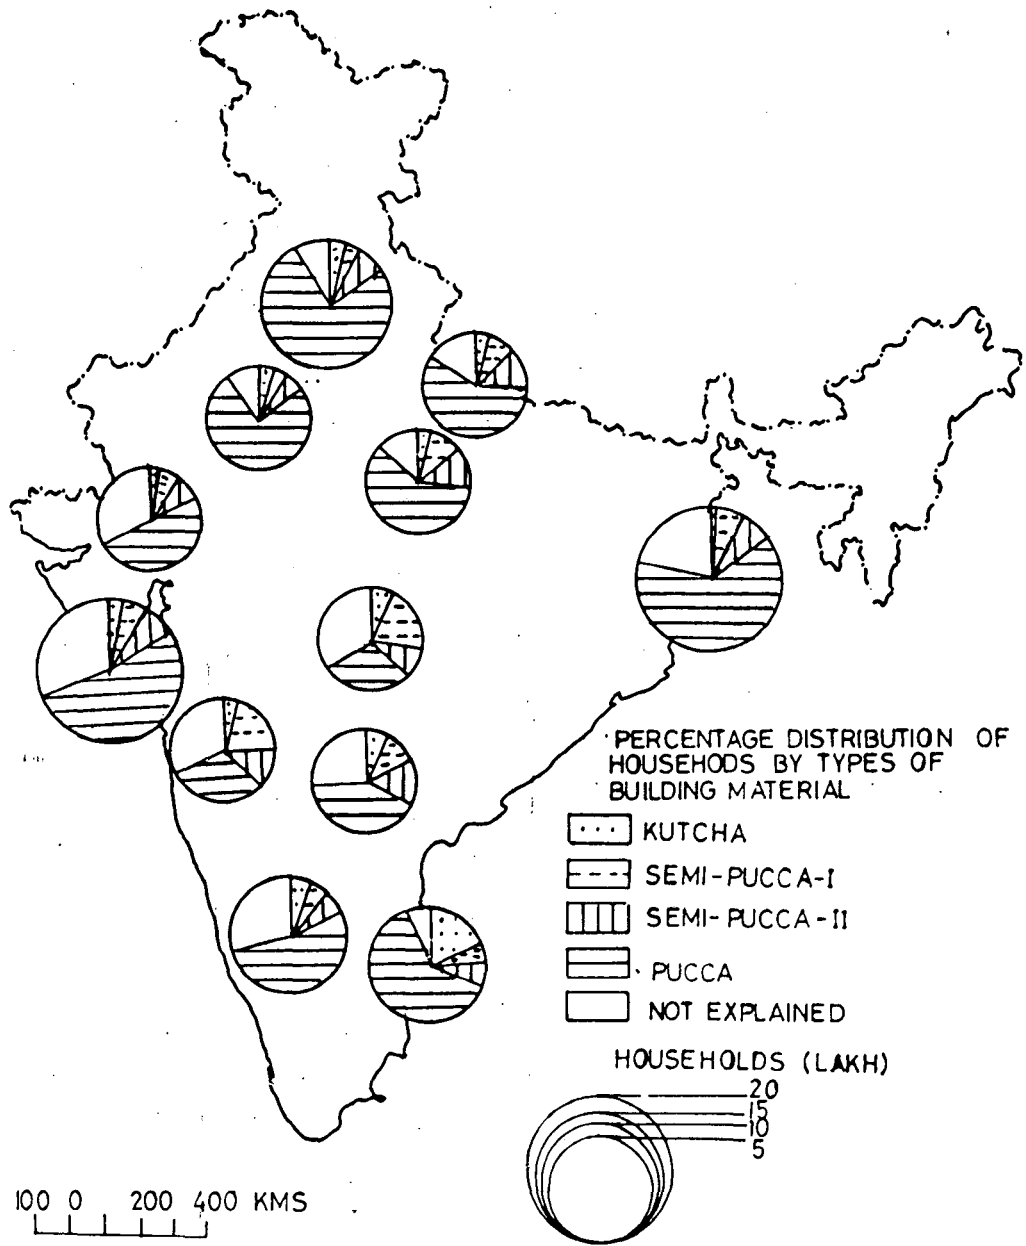 PERCENTAGE DISTRIBUTION OF
HOUSEHODS BY TYPES OF
BUILDING MATERIAL
KUTCHA
SEMI-PUCCA-I
SEMI-PUCCA-II
PUCCA
NOT EXPLAINED
HOUSEHOLDS (LAKH)
20
15
10
5
100 0 200 400 KMS